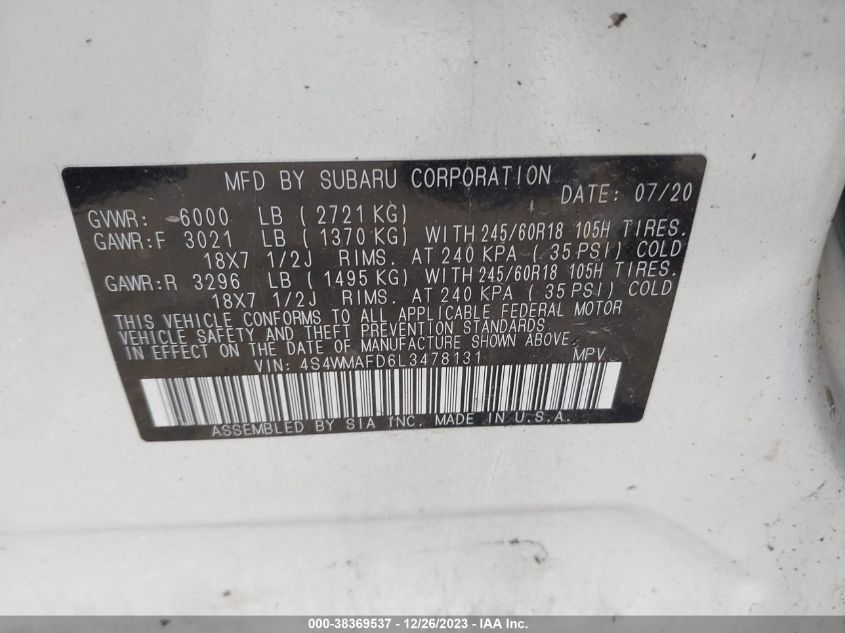 MFD BY SUBARU CORPORATION DATE: 07/20
GVWR: 6000 LB ( 2721 KG)
GAWR:F 3021 LB ( 1370 KG) WITH 245/60R18 105H TIRES.
18X7 1/2J RIMS. AT 240 KPA ( 35 PSI) COLD
GAWR:R 3296 LB ( 1495 KG) WITH 245/60R18 105H TIRES.
18X7 1/2J RIMS. AT 240 KPA ( 35 PSI) COLD
THIS VEHICLE CONFORMS TO ALL APPLICABLE FEDERAL MOTOR
VEHICLE SAFETY AND THEFT PREVENTION STANDARDS
IN EFFECT ON THE DATE OF MANUFACTURE SHOWN ABOVE.
VIN: 4S4WMAFD6L3478131 MPV
ASSEMBLED BY SIA INC. MADE IN U.S.A.
000-38369537 - 12/26/2023 - IAA Inc.